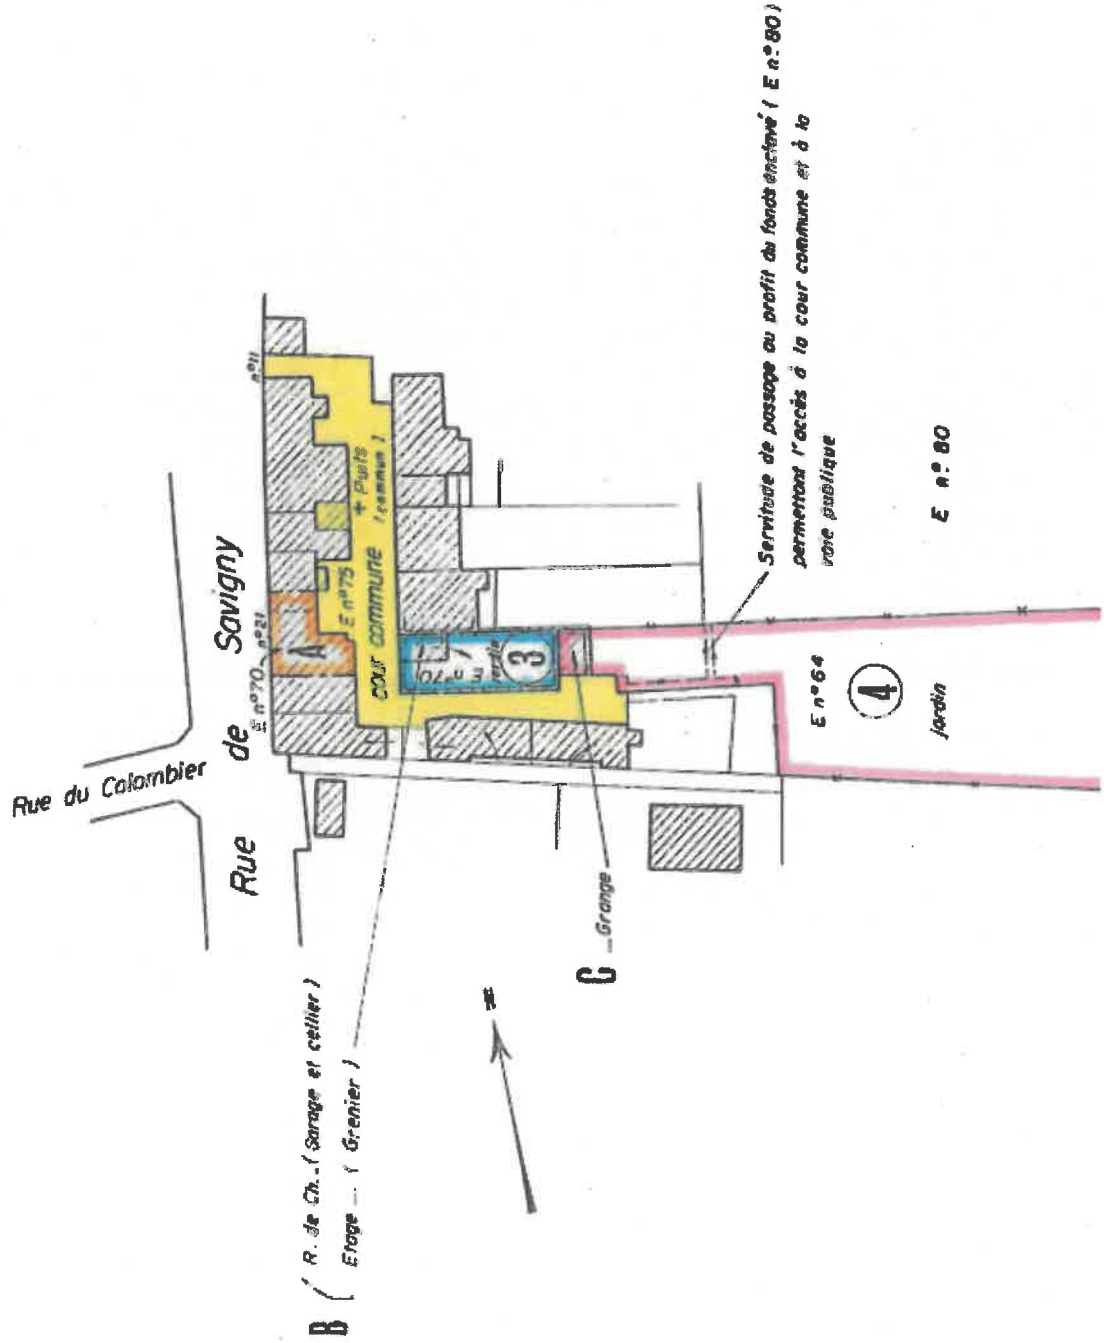 Rue du Colombier
Rue de Savigny
n°11
n°21
E n°70
A
E n°75
cour commune
+ Puits
(commun)
E
n°70
3
B
R. de Ch. _ ( Garage et cellier )
Etage _ ( Grenier )
C
Grange
Servitude de passage au profit du fonds enclavé ( E n° 80 )
permettant l'accès à la cour commune et à la
voie publique
E n° 64
4
jardin
E n° 80